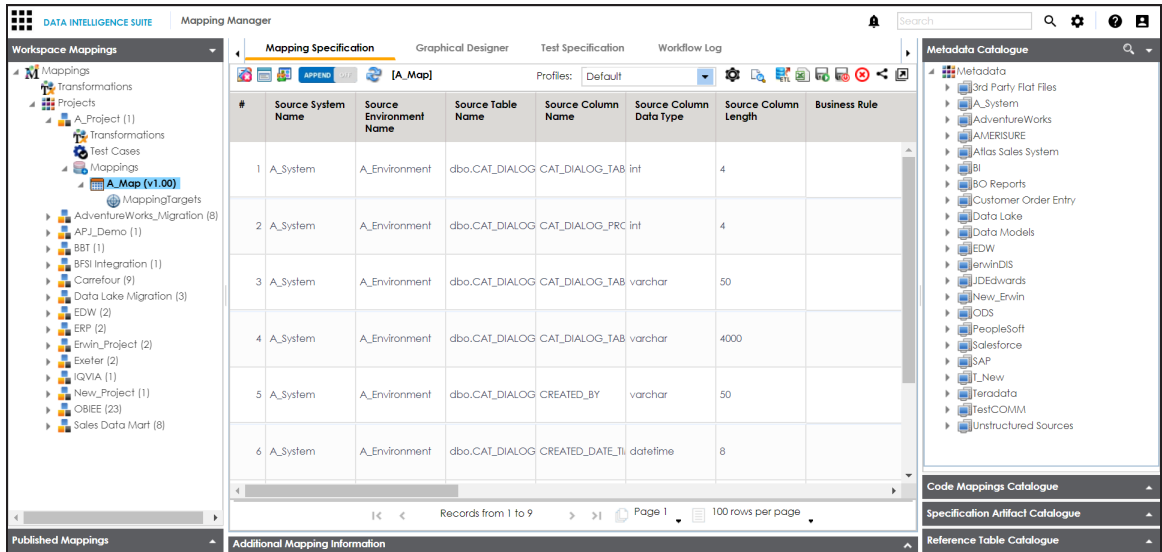 DATA INTELLIGENCE SUITE
Mapping Manager
Search
Workspace Mappings
Mappings
Transformations
Projects
A_Project (1)
Transformations
Test Cases
Mappings
A_Map (v1.00)
MappingTargets
AdventureWorks_Migration (8)
APJ_Demo (1)
BBT (1)
BFSI Integration (1)
Carrefour (9)
Data Lake Migration (3)
EDW (2)
ERP (2)
Erwin_Project (2)
Exeter (2)
IQVIA (1)
New_Project (1)
OBIEE (23)
Sales Data Mart (8)
Published Mappings
Mapping Specification Graphical Designer Test Specification Workflow Log
APPEND OFF [A_Map] Profiles: Default
# Source System Name Source Environment Name Source Table Name Source Column Name Source Column Data Type Source Column Length Business Rule
1 A_System A_Environment dbo.CAT_DIALOG CAT_DIALOG_TAB int 4
2 A_System A_Environment dbo.CAT_DIALOG CAT_DIALOG_PRC int 4
3 A_System A_Environment dbo.CAT_DIALOG CAT_DIALOG_TAB varchar 50
4 A_System A_Environment dbo.CAT_DIALOG CAT_DIALOG_TAB varchar 4000
5 A_System A_Environment dbo.CAT_DIALOG CREATED_BY varchar 50
6 A_System A_Environment dbo.CAT_DIALOG CREATED_DATE_TI datetime 8
Records from 1 to 9 Page 1 100 rows per page
Additional Mapping Information
Metadata Catalogue
Metadata
3rd Party Flat Files
A_System
AdventureWorks
AMERISURE
Atlas Sales System
BI
BO Reports
Customer Order Entry
Data Lake
Data Models
EDW
erwinDIS
JDEdwards
New_Erwin
ODS
PeopleSoft
Salesforce
SAP
T_New
Teradata
TestCOMM
Unstructured Sources
Code Mappings Catalogue
Specification Artifact Catalogue
Reference Table Catalogue